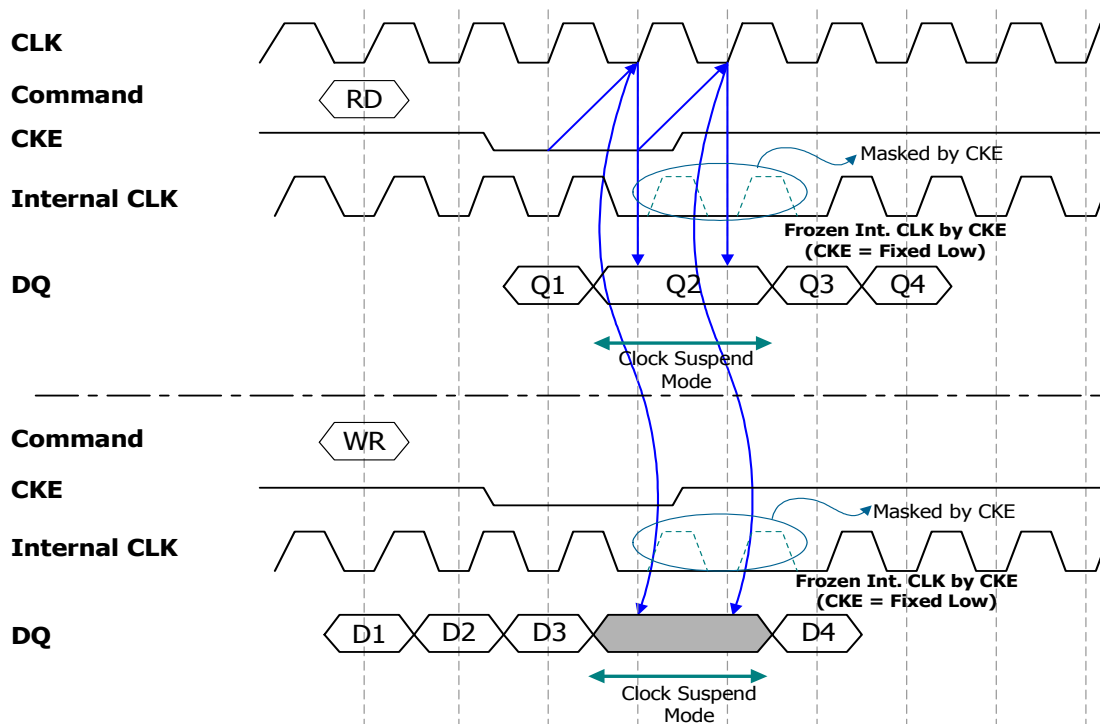 CLK
Command
RD
CKE
Masked by CKE
Internal CLK
Frozen Int. CLK by CKE
(CKE = Fixed Low)
DQ
Q1
Q2
Q3
Q4
Clock Suspend
Mode
Command
WR
CKE
Masked by CKE
Internal CLK
Frozen Int. CLK by CKE
(CKE = Fixed Low)
DQ
D1
D2
D3
D4
Clock Suspend
Mode